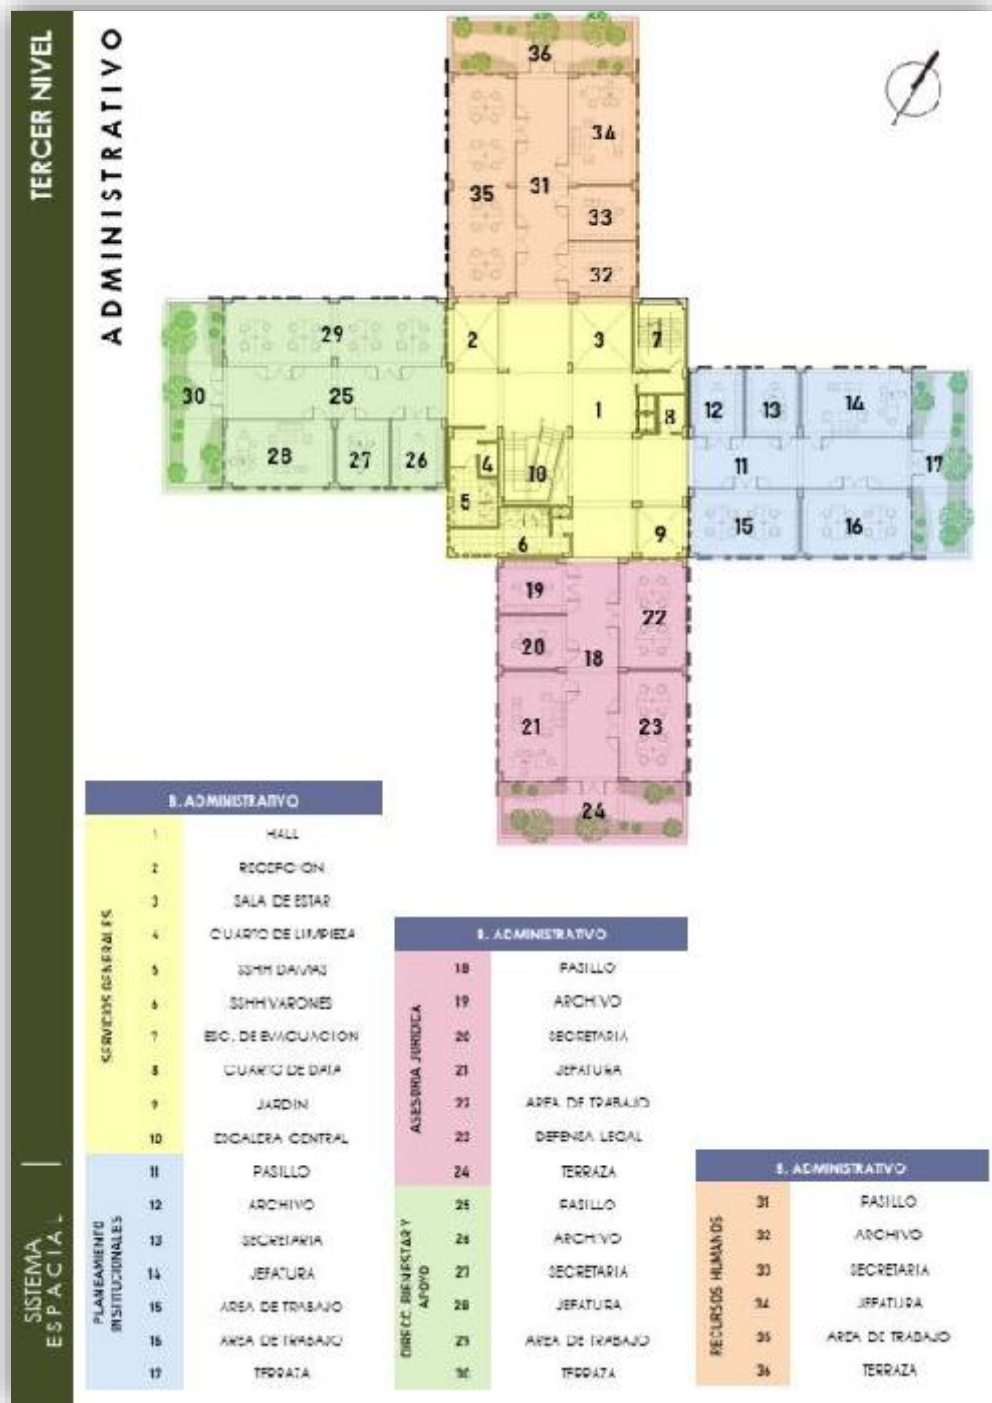 TERCER NIVEL
ADMINISTRATIVO
SISTEMA
ESPACIAL
36
34
35
31
33
32
2
3
7
29
30
25
1
8
12
13
14
28
27
26
4
10
11
17
5
15
16
6
9
19
22
20
18
21
23
24
B. ADMINISTRATIVO
SERVICIOS GENERALES
1 HALL
2 RECEPCION
3 SALA DE ESTAR
4 CUARTO DE LIMPIEZA
5 SSHH DAMAS
6 SSHH VARONES
7 ESC. DE EVACUACION
8 CUARTO DE DATA
9 JARDIN
10 ESCALERA CENTRAL
PLANEAMIENTO
INSTITUCIONALES
11 PASILLO
12 ARCHIVO
13 SECRETARIA
14 JEFATURA
15 AREA DE TRABAJO
16 AREA DE TRABAJO
17 TERRAZA
B. ADMINISTRATIVO
ASESORIA JURIDICA
18 PASILLO
19 ARCHIVO
20 SECRETARIA
21 JEFATURA
22 AREA DE TRABAJO
23 DEFENSA LEGAL
24 TERRAZA
DIRECC. BIENESTAR Y
APOYO
25 PASILLO
26 ARCHIVO
27 SECRETARIA
28 JEFATURA
29 AREA DE TRABAJO
30 TERRAZA
B. ADMINISTRATIVO
RECURSOS HUMANOS
31 PASILLO
32 ARCHIVO
33 SECRETARIA
34 JEFATURA
35 AREA DE TRABAJO
36 TERRAZA